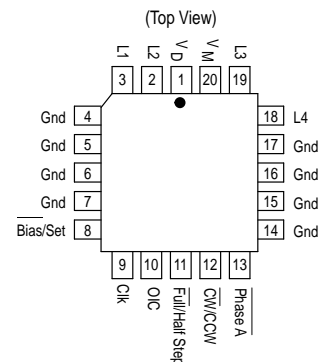 (Top View)
L1
L2
VD
VM
L3
3
2
1
20
19
Gnd 4
Gnd 5
Gnd 6
Gnd 7
Bias/Set 8
18 L4
17 Gnd
16 Gnd
15 Gnd
14 Gnd
9
10
11
12
13
Clk
OIC
Full/Half Step
CW/CCW
Phase A